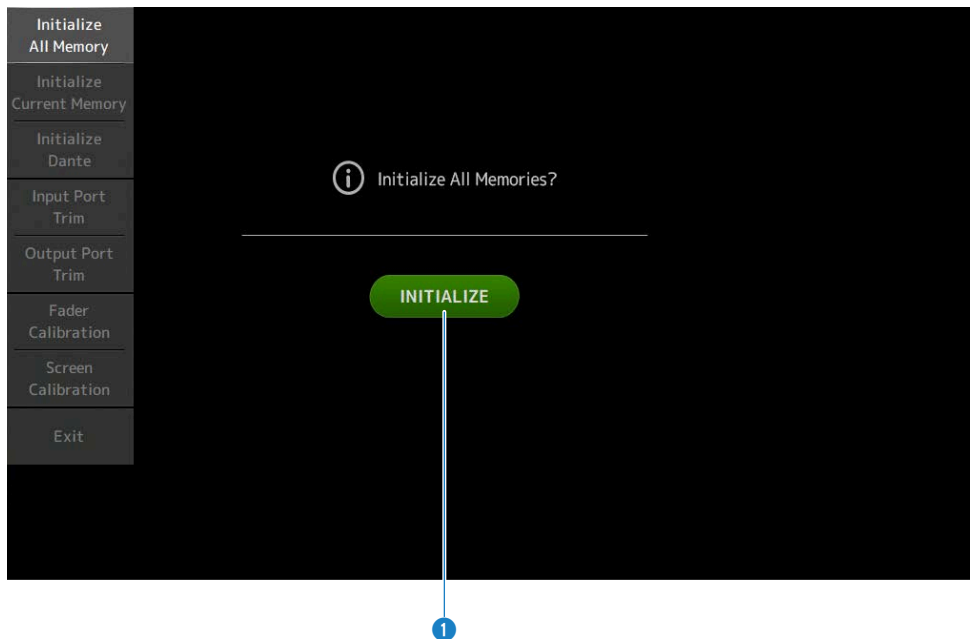 Initialize
All Memory
Initialize
Current Memory
Initialize
Dante
Input Port
Trim
Output Port
Trim
Fader
Calibration
Screen
Calibration
Exit
Initialize All Memories?
INITIALIZE
1